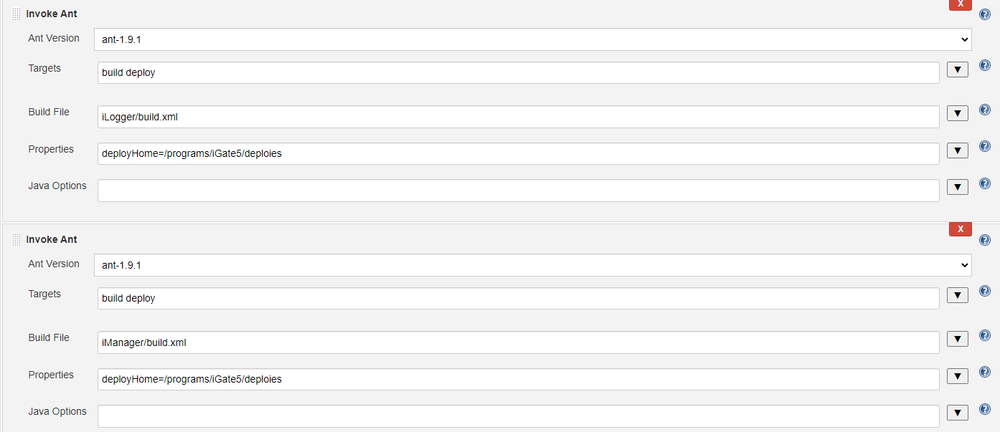 X
Invoke Ant
Ant Version ant-1.9.1
Targets build deploy
Build File iLogger/build.xml
Properties deployHome=/programs/iGate5/deploies
Java Options
X
Invoke Ant
Ant Version ant-1.9.1
Targets build deploy
Build File iManager/build.xml
Properties deployHome=/programs/iGate5/deploies
Java Options